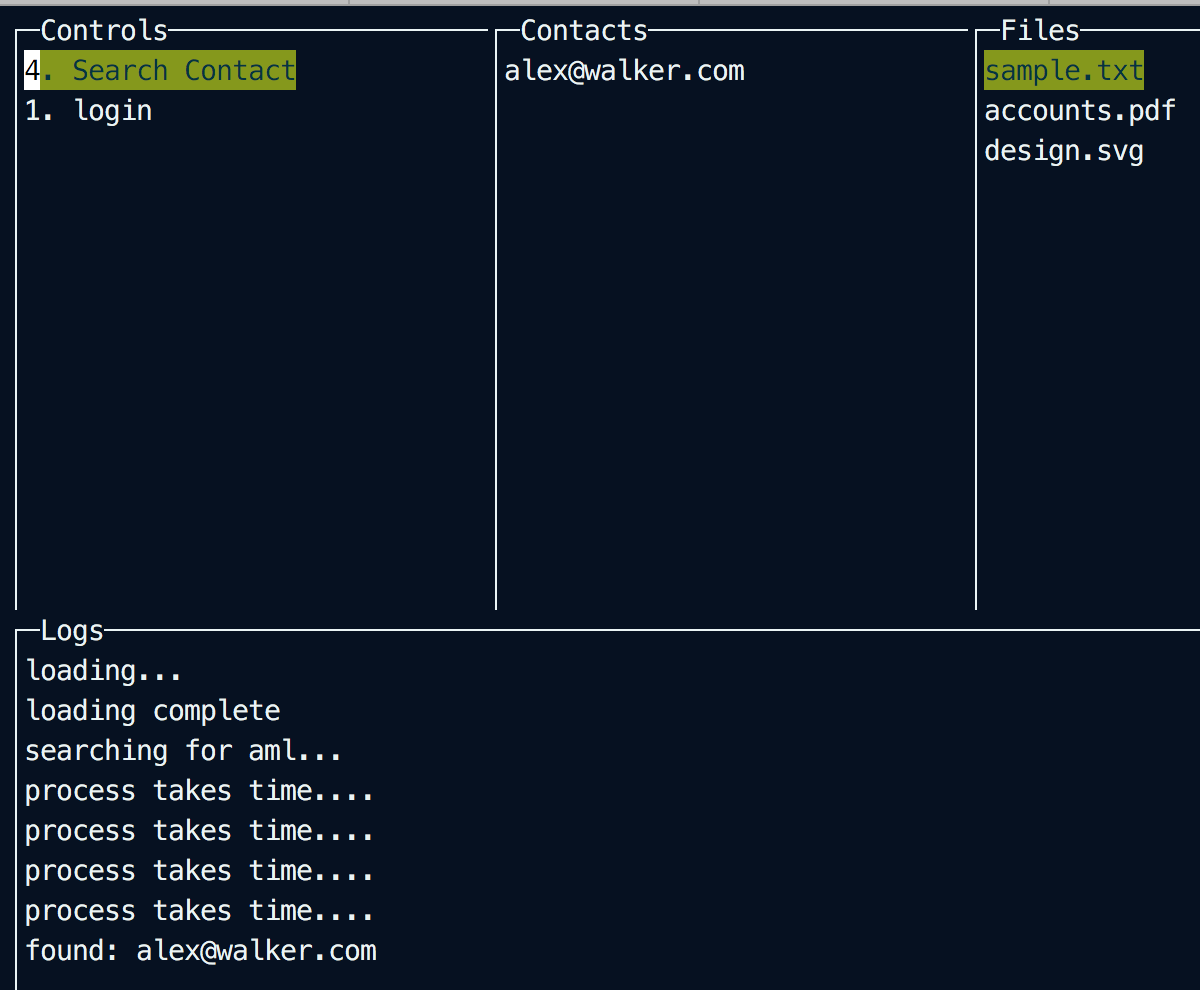 Controls
4. Search Contact
1. login
Contacts
alex@walker.com
Files
sample.txt
accounts.pdf
design.svg
Logs
loading...
loading complete
searching for aml...
process takes time....
process takes time....
process takes time....
process takes time....
found: alex@walker.com